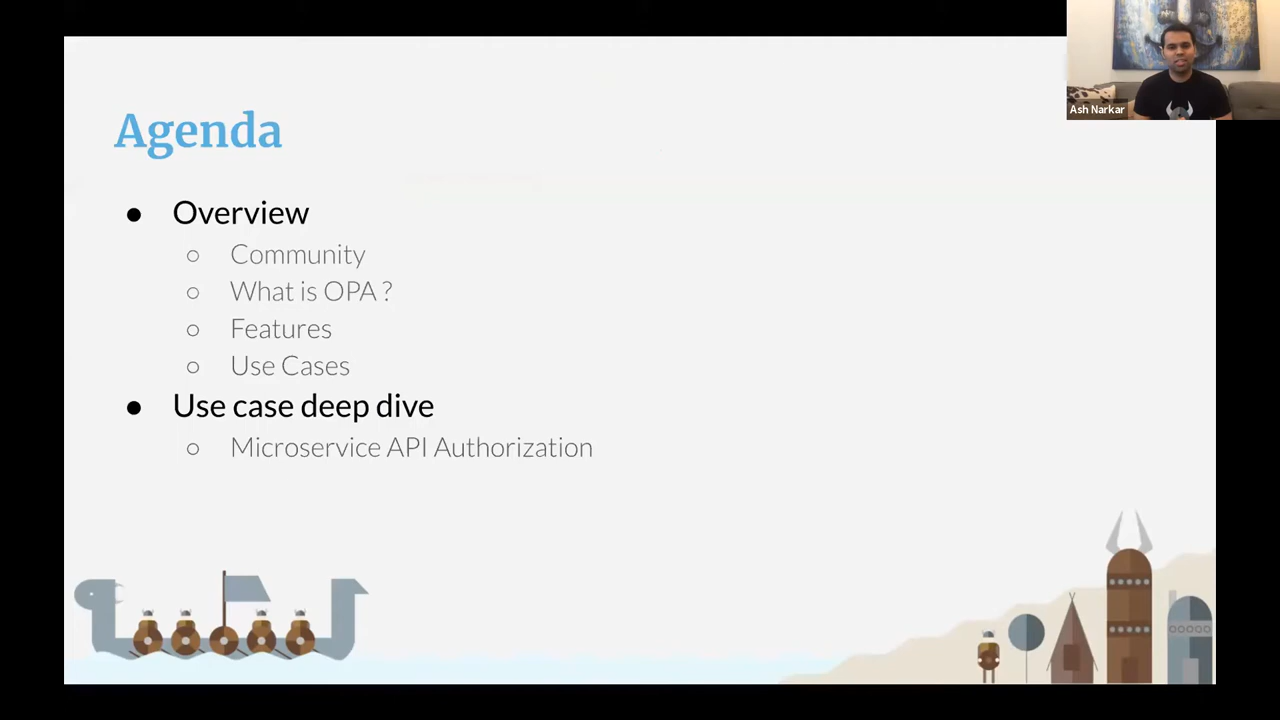 Ash Narkar
Agenda
Overview
Community
What is OPA ?
Features
Use Cases
Use case deep dive
Microservice API Authorization